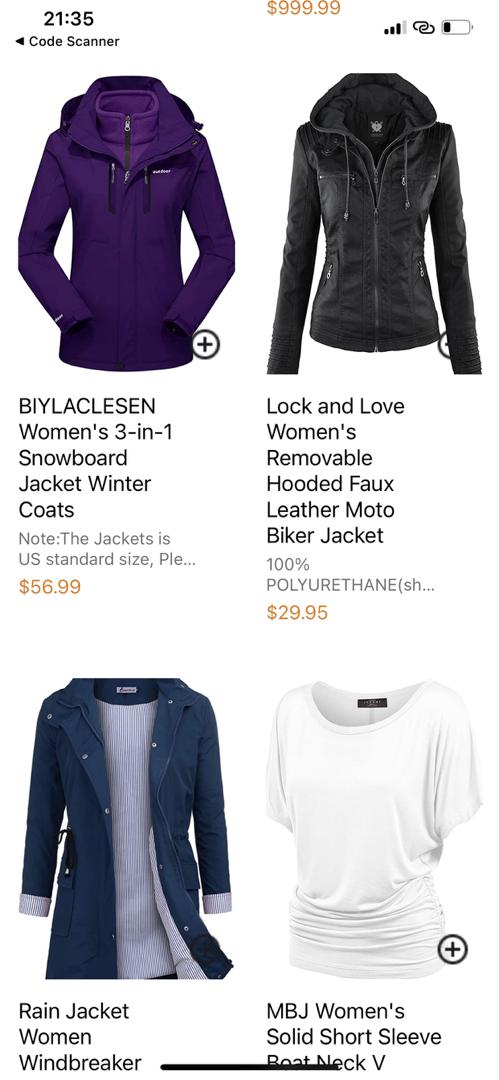 $999.99
21:35
◀ Code Scanner
outdoor
BIYLACLESEN
Women's 3-in-1
Snowboard
Jacket Winter
Coats
Note:The Jackets is
US standard size, Ple...
$56.99
Lock and Love
Women's
Removable
Hooded Faux
Leather Moto
Biker Jacket
100%
POLYURETHANE(sh...
$29.95
Rain Jacket
Women
Windbreaker
MBJ Women's
Solid Short Sleeve
Boat Neck V